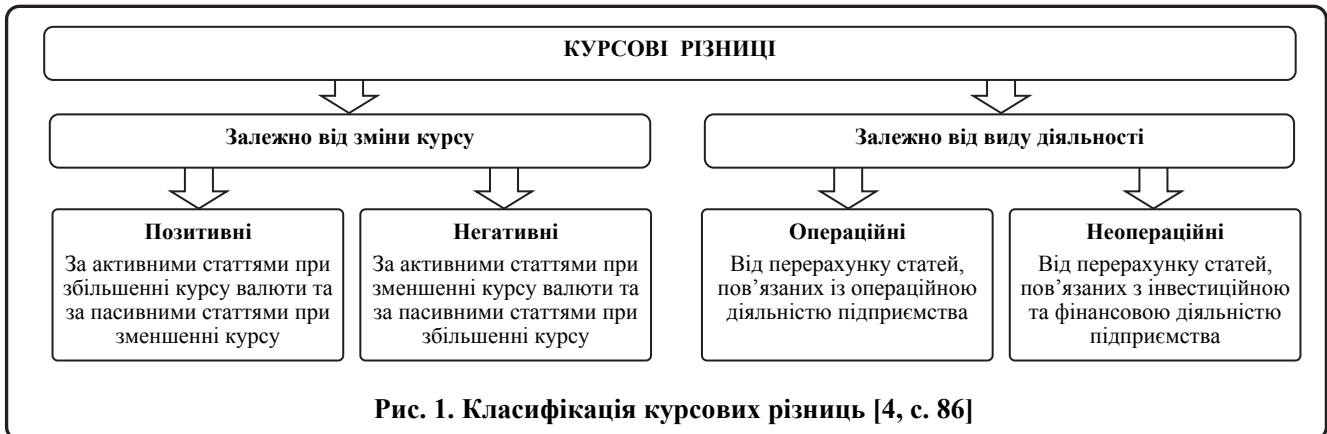 КУРСОВІ РІЗНИЦІ
Залежно від зміни курсу
Залежно від виду діяльності
Позитивні
За активними статтями при
збільшенні курсу валюти та
за пасивними статтями при
зменшенні курсу
Негативні
За активними статтями при
зменшенні курсу валюти та
за пасивними статтями при
збільшенні курсу
Операційні
Від перерахунку статей,
пов’язаних із операційною
діяльністю підприємства
Неопераційні
Від перерахунку статей,
пов’язаних з інвестиційною
та фінансовою діяльністю
підприємства
Рис. 1. Класифікація курсових різниць [4, с. 86]